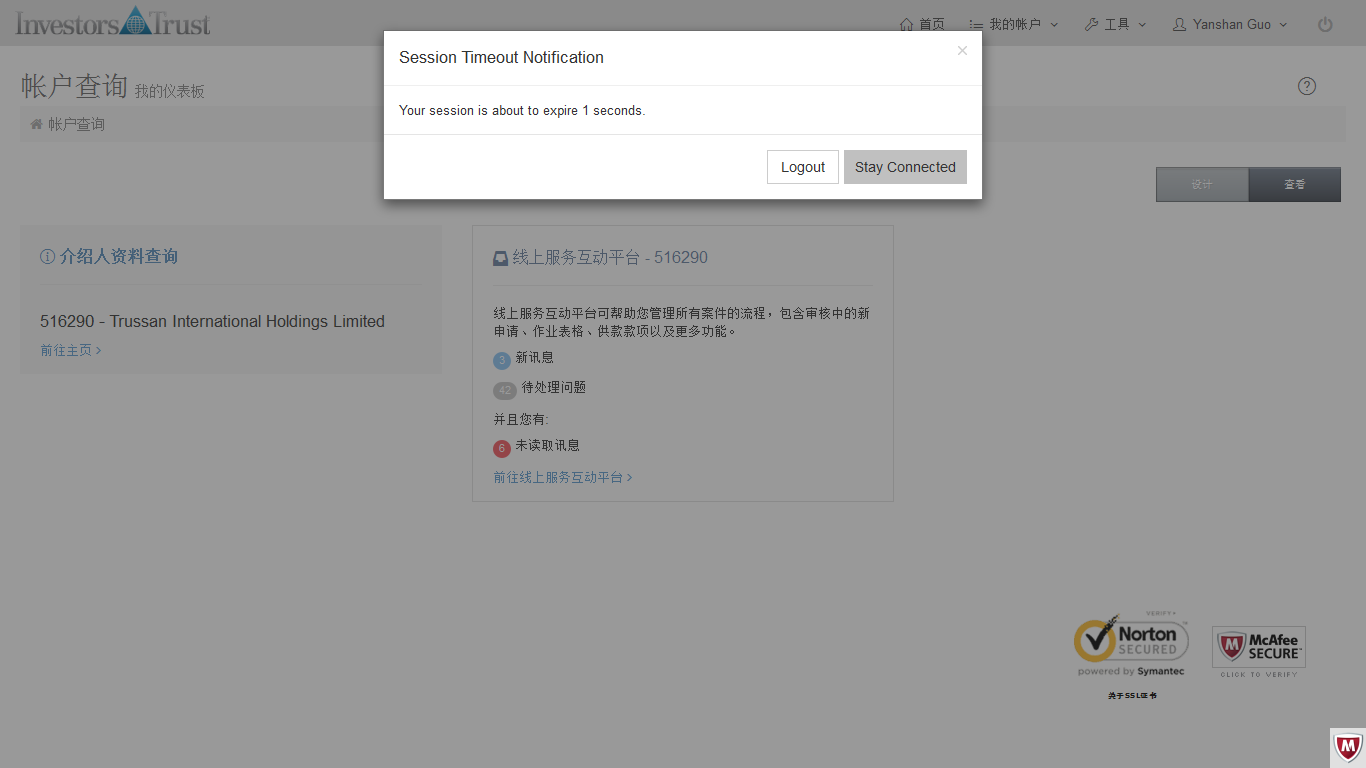 Investors Trust
首页
我的帐户
工具
Yanshan Guo
Session Timeout Notification
×
Your session is about to expire 1 seconds.
Logout
Stay Connected
帐户查询 我的仪表板
?
帐户查询
设计
查看
介绍人资料查询
516290 - Trussan International Holdings Limited
前往主页 >
线上服务互动平台 - 516290
线上服务互动平台可帮助您管理所有案件的流程，包含审核中的新
申请、作业表格、供款款项以及更多功能。
3 新讯息
42 待处理问题
并且您有:
6 未读取讯息
前往线上服务互动平台 >
VERIFY
Norton
SECURED
powered by Symantec
关于SSL证书
McAfee
SECURE
CLICK TO VERIFY